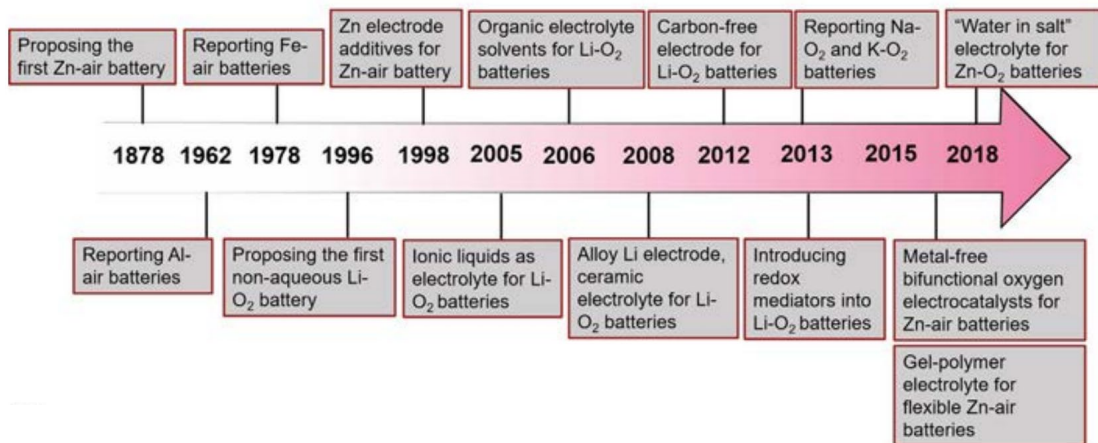 Proposing the
first Zn-air battery
Reporting Fe-
air batteries
Zn electrode
additives for
Zn-air battery
Organic electrolyte
solvents for Li-O₂
batteries
Carbon-free
electrode for
Li-O₂ batteries
Reporting Na-
O₂ and K-O₂
batteries
“Water in salt”
electrolyte for
Zn-O₂ batteries
1878 1962 1978 1996 1998 2005 2006 2008 2012 2013 2015 2018
Reporting Al-
air batteries
Proposing the first
non-aqueous Li-
O₂ battery
Ionic liquids as
electrolyte for Li-
O₂ batteries
Alloy Li electrode,
ceramic
electrolyte for Li-
O₂ batteries
Introducing
redox
mediators into
Li-O₂ batteries
Metal-free
bifunctional oxygen
electrocatalysts for
Zn-air batteries
Gel-polymer
electrolyte for
flexible Zn-air
batteries